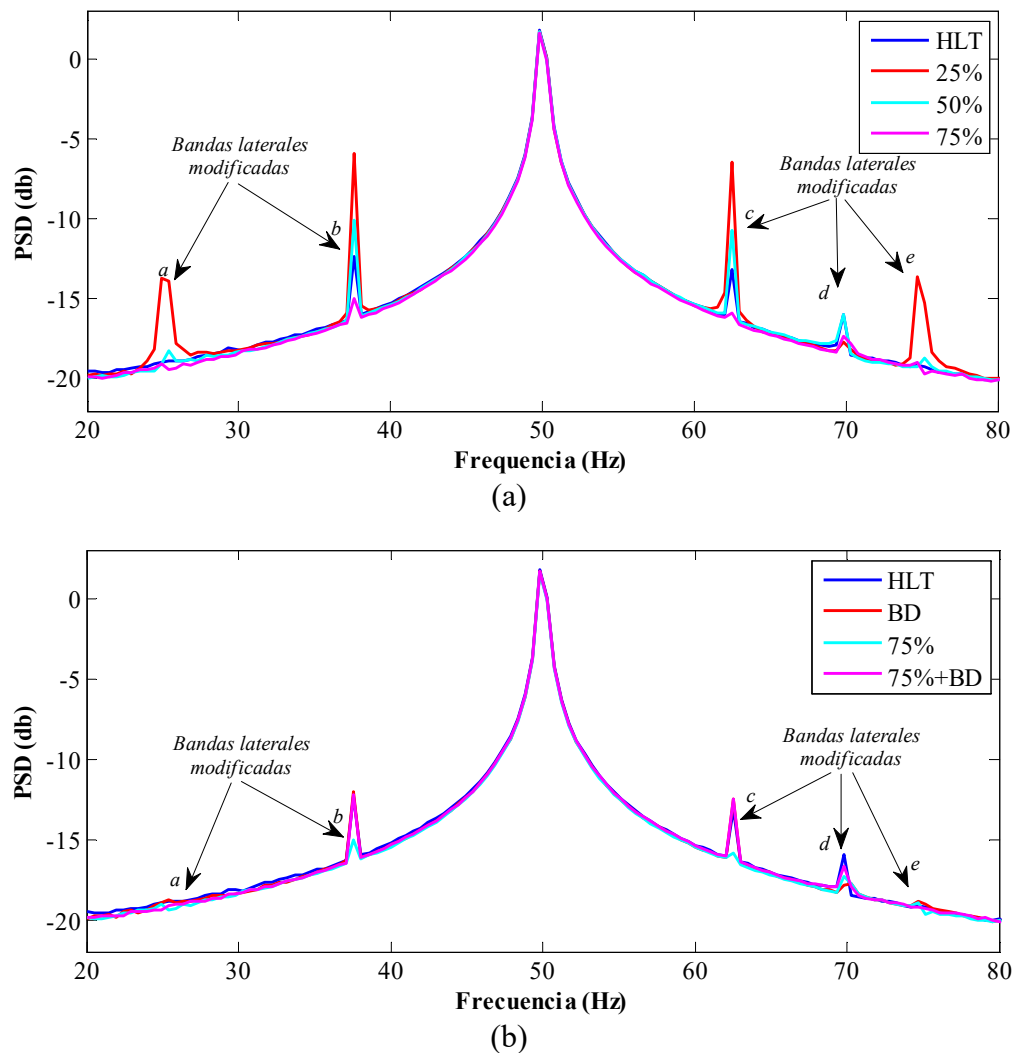 HLT
25%
50%
75%
Bandas laterales
modificadas
Bandas laterales
modificadas
a
b
c
d
e
PSD (db)
0
-5
-10
-15
-20
20
30
40
50
60
70
80
Frequencia (Hz)
(a)
HLT
BD
75%
75%+BD
Bandas laterales
modificadas
Bandas laterales
modificadas
a
b
c
d
e
PSD (db)
0
-5
-10
-15
-20
20
30
40
50
60
70
80
Frecuencia (Hz)
(b)